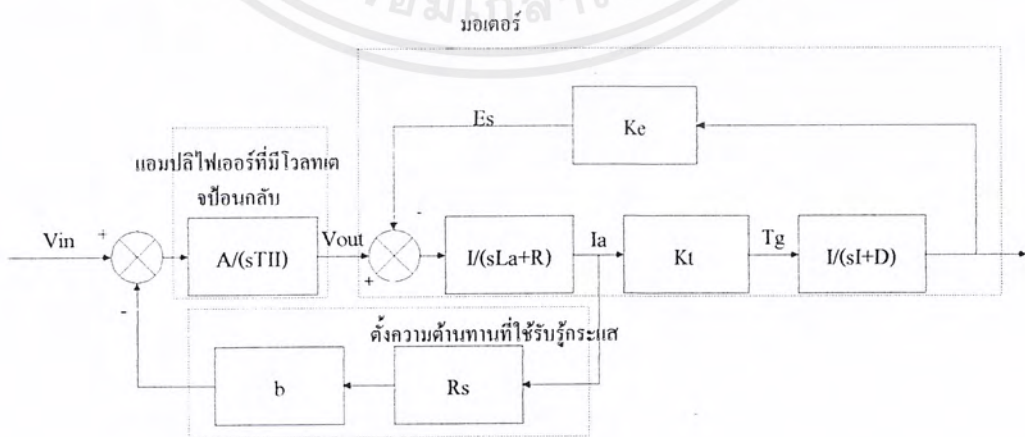 มอเตอร์
Es
Ke
แอมปลิไฟเออร์ที่มีโวลทเต
จป้อนกลับ
Vin
+
-
A/(sTII)
Vout
-
+
I/(sLa+R)
Ia
Kt
Tg
I/(sI+D)
ตั้งความต้านทานที่ใช้รับรู้กระแส
b
Rs